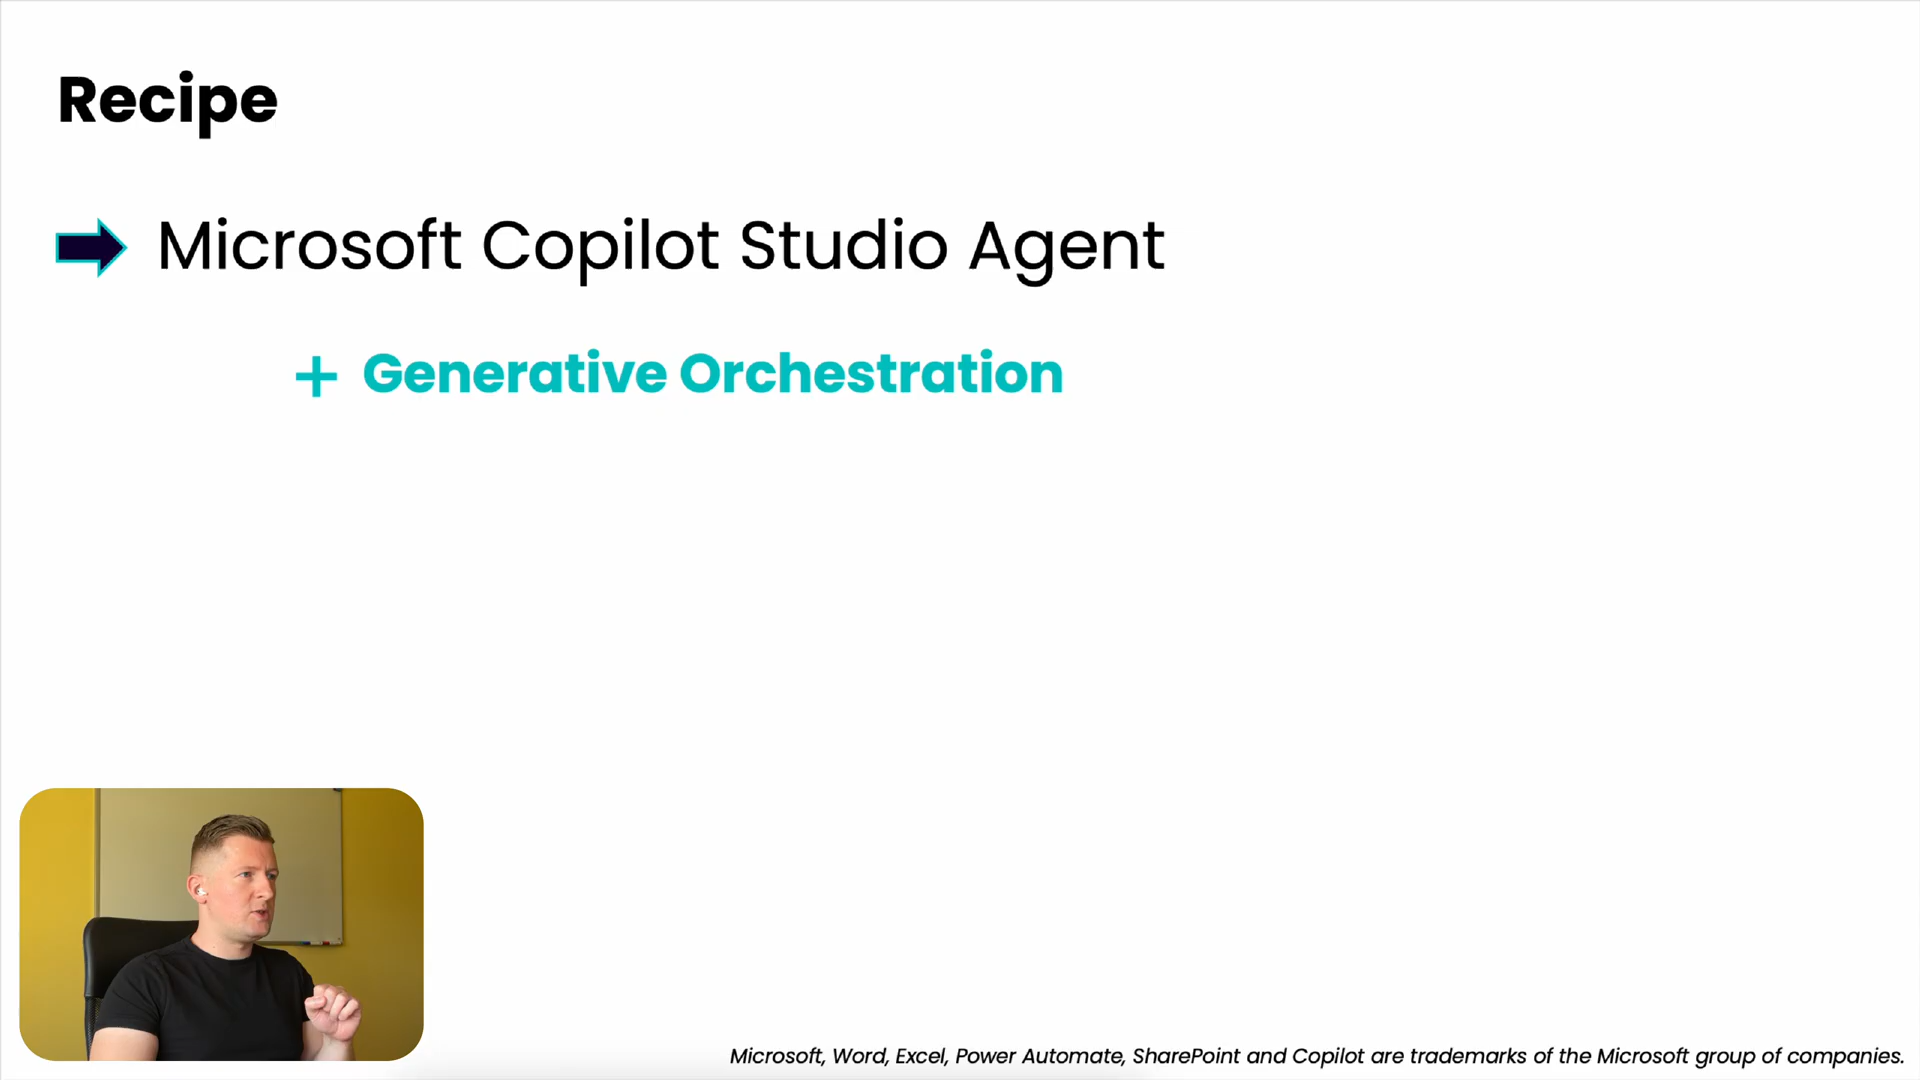 Recipe
Microsoft Copilot Studio Agent
+ Generative Orchestration
Microsoft, Word, Excel, Power Automate, SharePoint and Copilot are trademarks of the Microsoft group of companies.